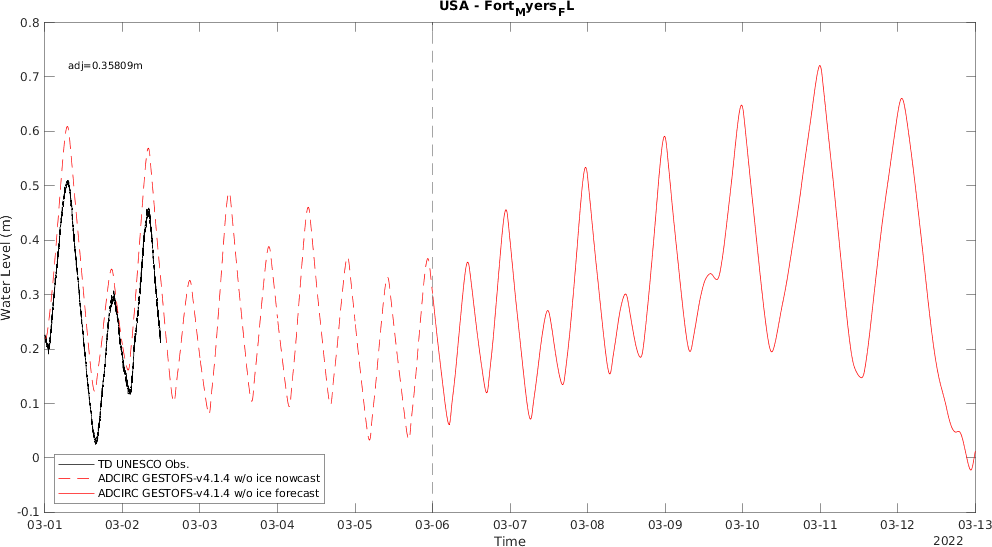 USA - Fort_Myers_FL
adj=0.35809m
Water Level (m)
0.8
0.7
0.6
0.5
0.4
0.3
0.2
0.1
0
-0.1
TD UNESCO Obs.
ADCIRC GESTOFS-v4.1.4 w/o ice nowcast
ADCIRC GESTOFS-v4.1.4 w/o ice forecast
03-01 03-02 03-03 03-04 03-05 03-06 03-07 03-08 03-09 03-10 03-11 03-12 03-13
Time
2022